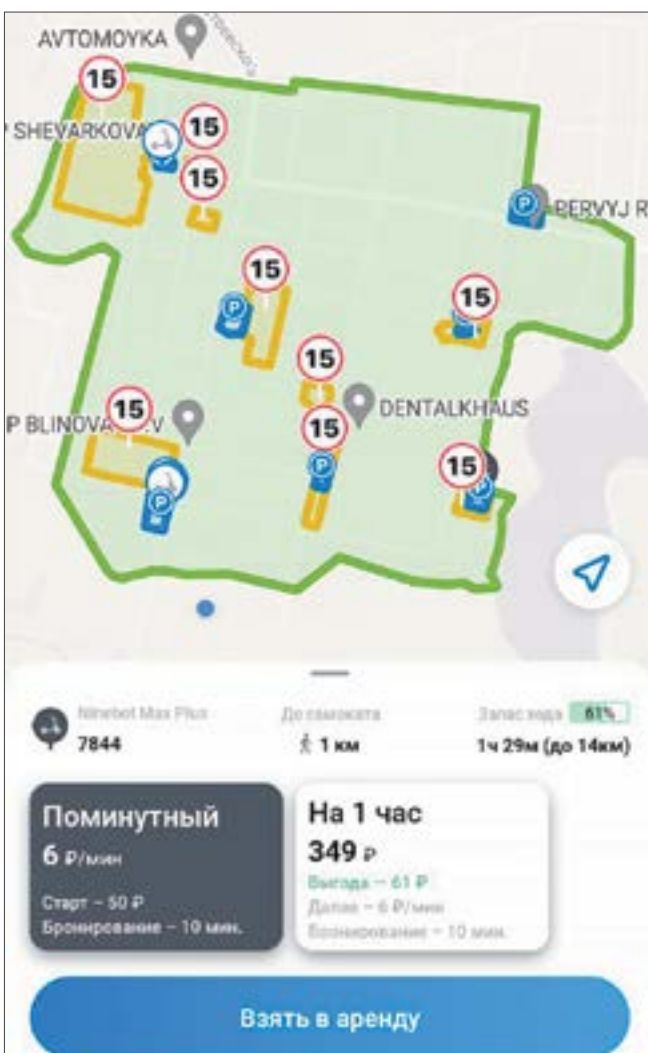 AVTOMOYKA
15
P SHEVARKOVA
15
15
P
PERVYJ R
15
P
15
P
15
DENTALKHAUS
15
P BLINOVA
V
15
15
P
P
P
Ninebot Max Plus
До самоката
Запас хода 61%
7844
1 км
1ч 29м (до 14км)
Поминутный
6 ₽/мин
Старт – 50 ₽
Бронирование – 10 мин.
На 1 час
349 ₽
Выгода – 61 ₽
Далее – 6 ₽/мин
Бронирование – 10 мин.
Взять в аренду